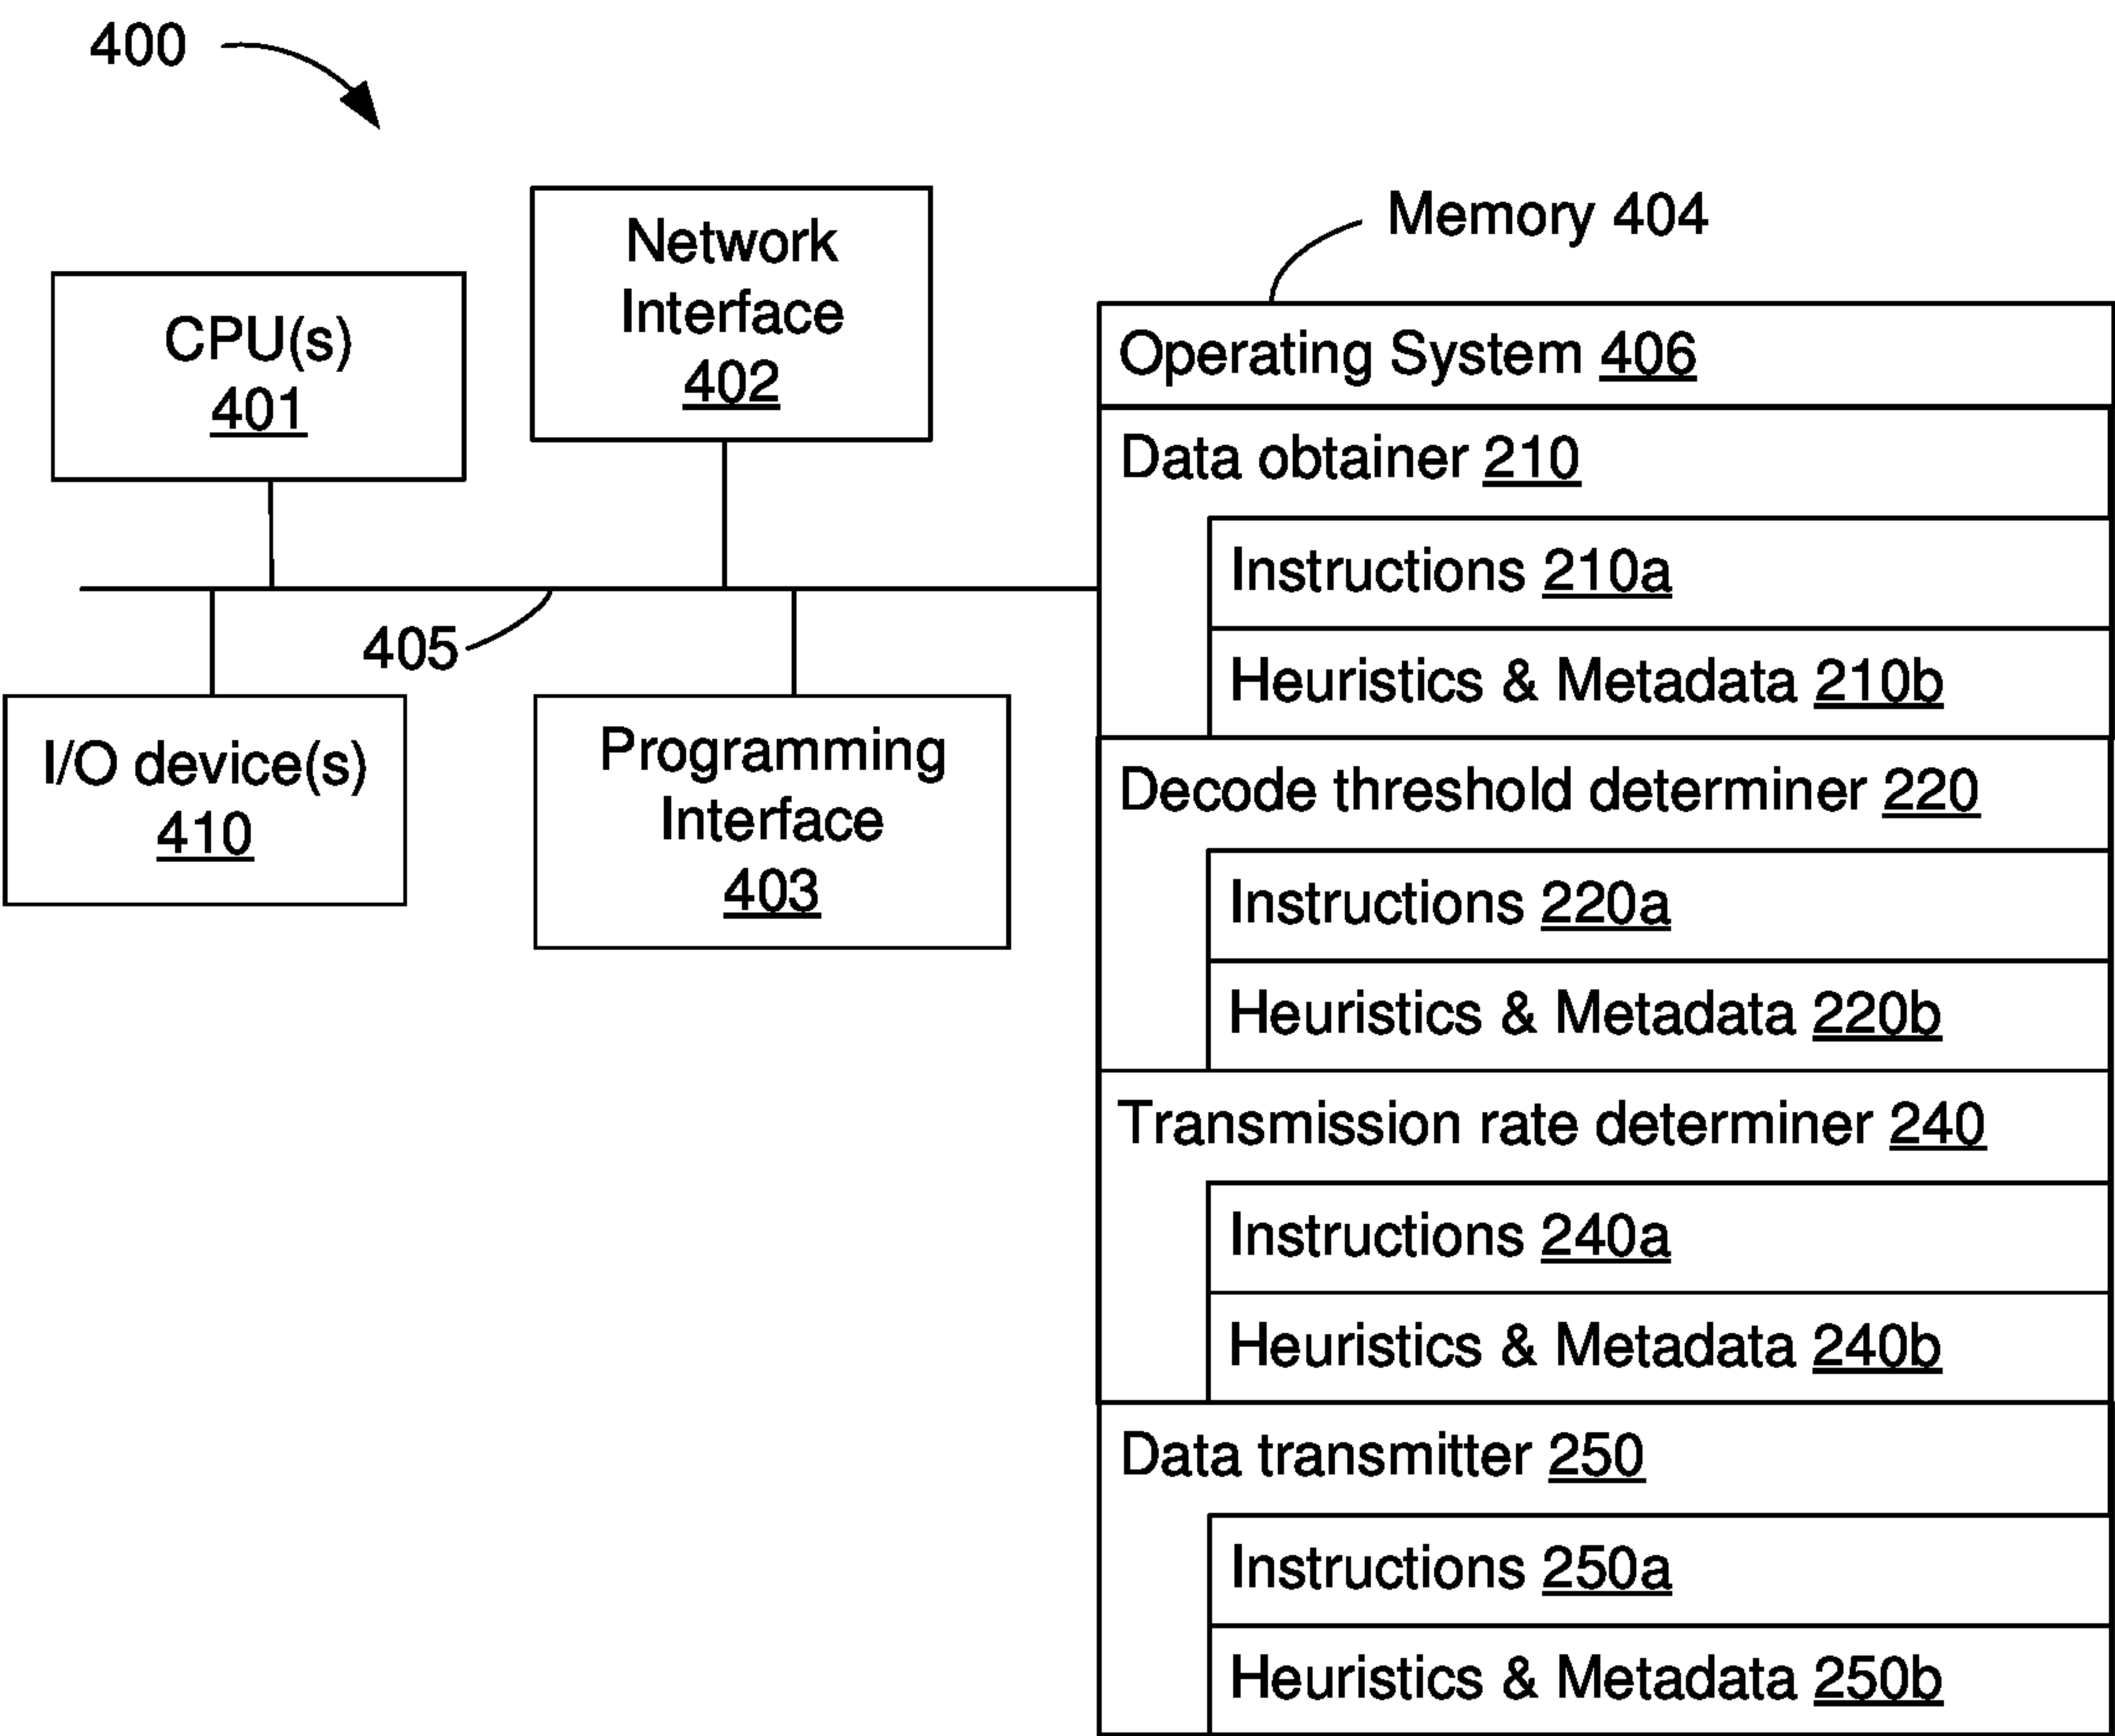 400
CPU(s)
401
Network
Interface
402
405
I/O device(s)
410
Programming
Interface
403
Memory 404
Operating System 406
Data obtainer 210
Instructions 210a
Heuristics & Metadata 210b
Decode threshold determiner 220
Instructions 220a
Heuristics & Metadata 220b
Transmission rate determiner 240
Instructions 240a
Heuristics & Metadata 240b
Data transmitter 250
Instructions 250a
Heuristics & Metadata 250b